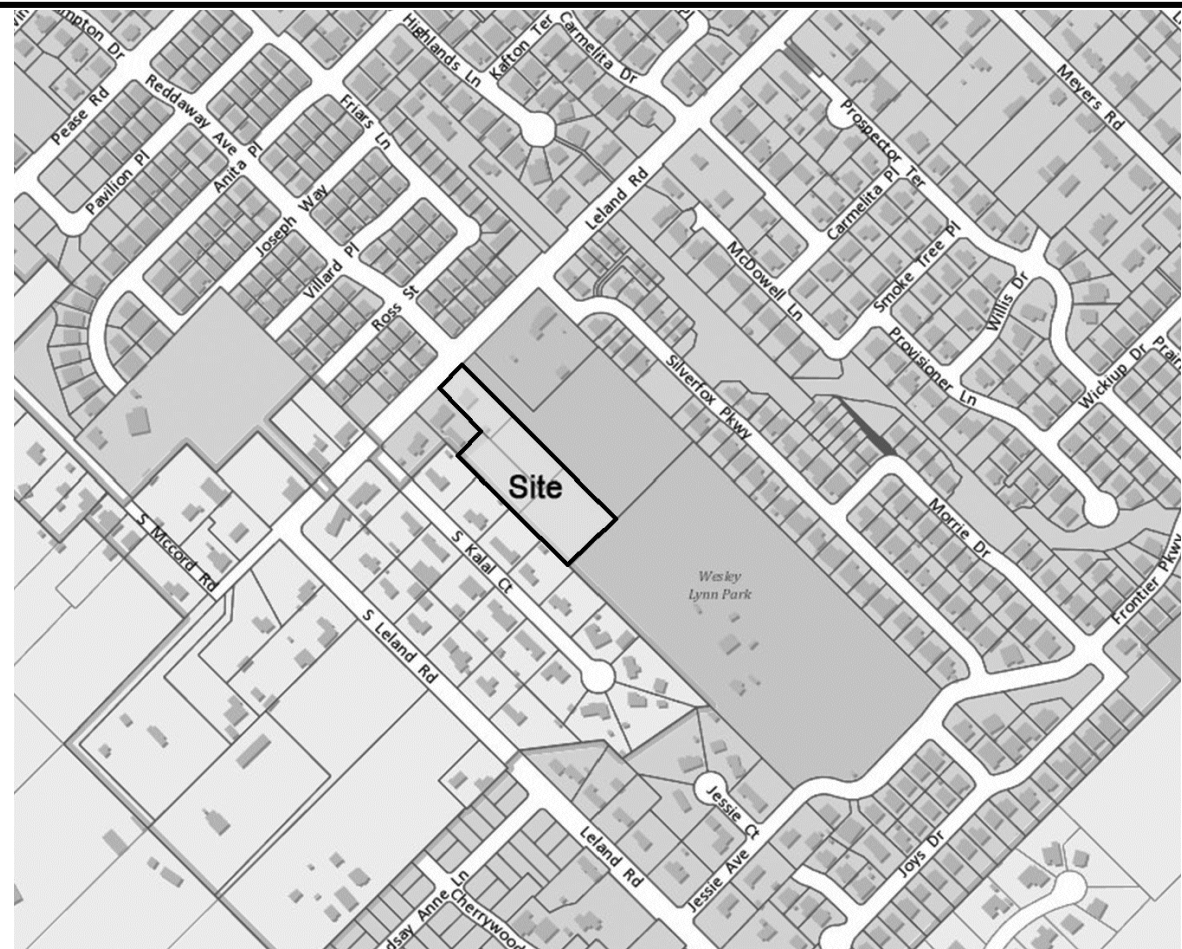 Highlands Ln
Kafton Ter
Carmelita Dr
Pease Rd
Reddaway Ave
Friars Ln
Meyers Rd
Pavilion Pl
Anita Pl
Joseph Way
Leland Rd
Prospector Ter
Carmelita Pl
Villard Pl
Ross St
McDowell Ln
Smoke Tree Pl
Willis Dr
Silverfox Pkwy
Provisioner Ln
Wickiup Dr
Site
S Mccord Rd
S Kalal Ct
Morrie Dr
Frontier Pkwy
Wesley
Lynn Park
S Leland Rd
Jessie Ct
Leland Rd
Jessie Ave
Joys Dr
Anne Ln
Cherrywood